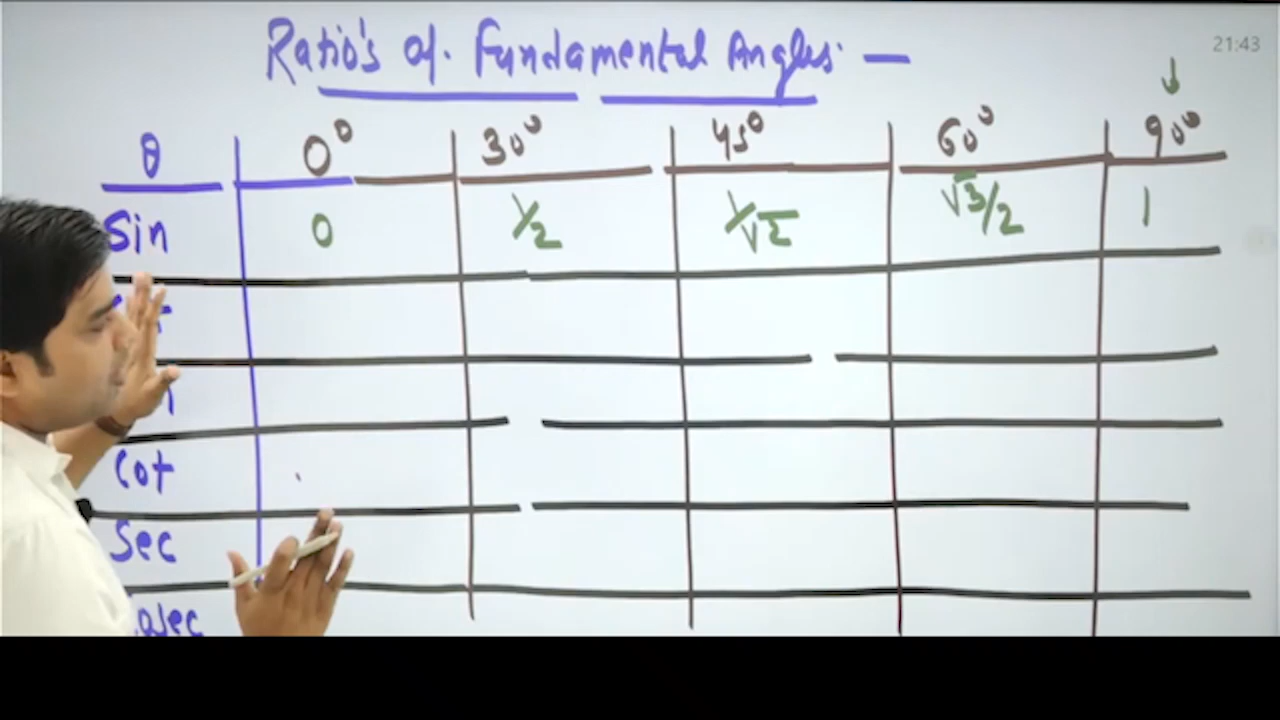 Ratio's of. Fundamental Angles. —
21:43
θ 0° 30° 45° 60° 90°
Sin 0 1/2 1/√2 √3/2 1
Cot
Sec